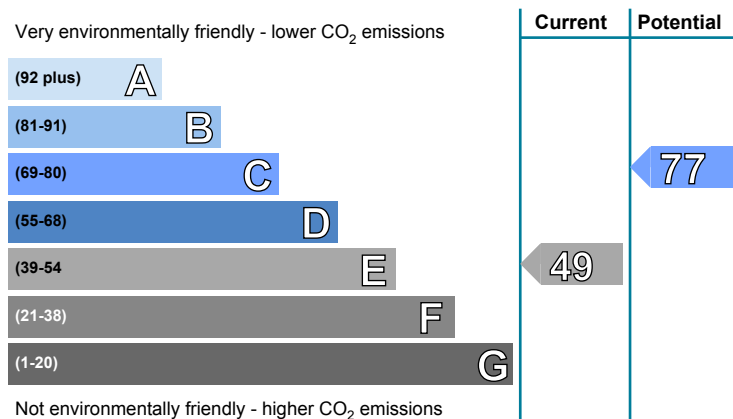 Current Potential
Very environmentally friendly - lower CO₂ emissions
(92 plus) A
(81-91) B
(69-80) C
77
(55-68) D
(39-54 E
49
(21-38) F
(1-20) G
Not environmentally friendly - higher CO₂ emissions